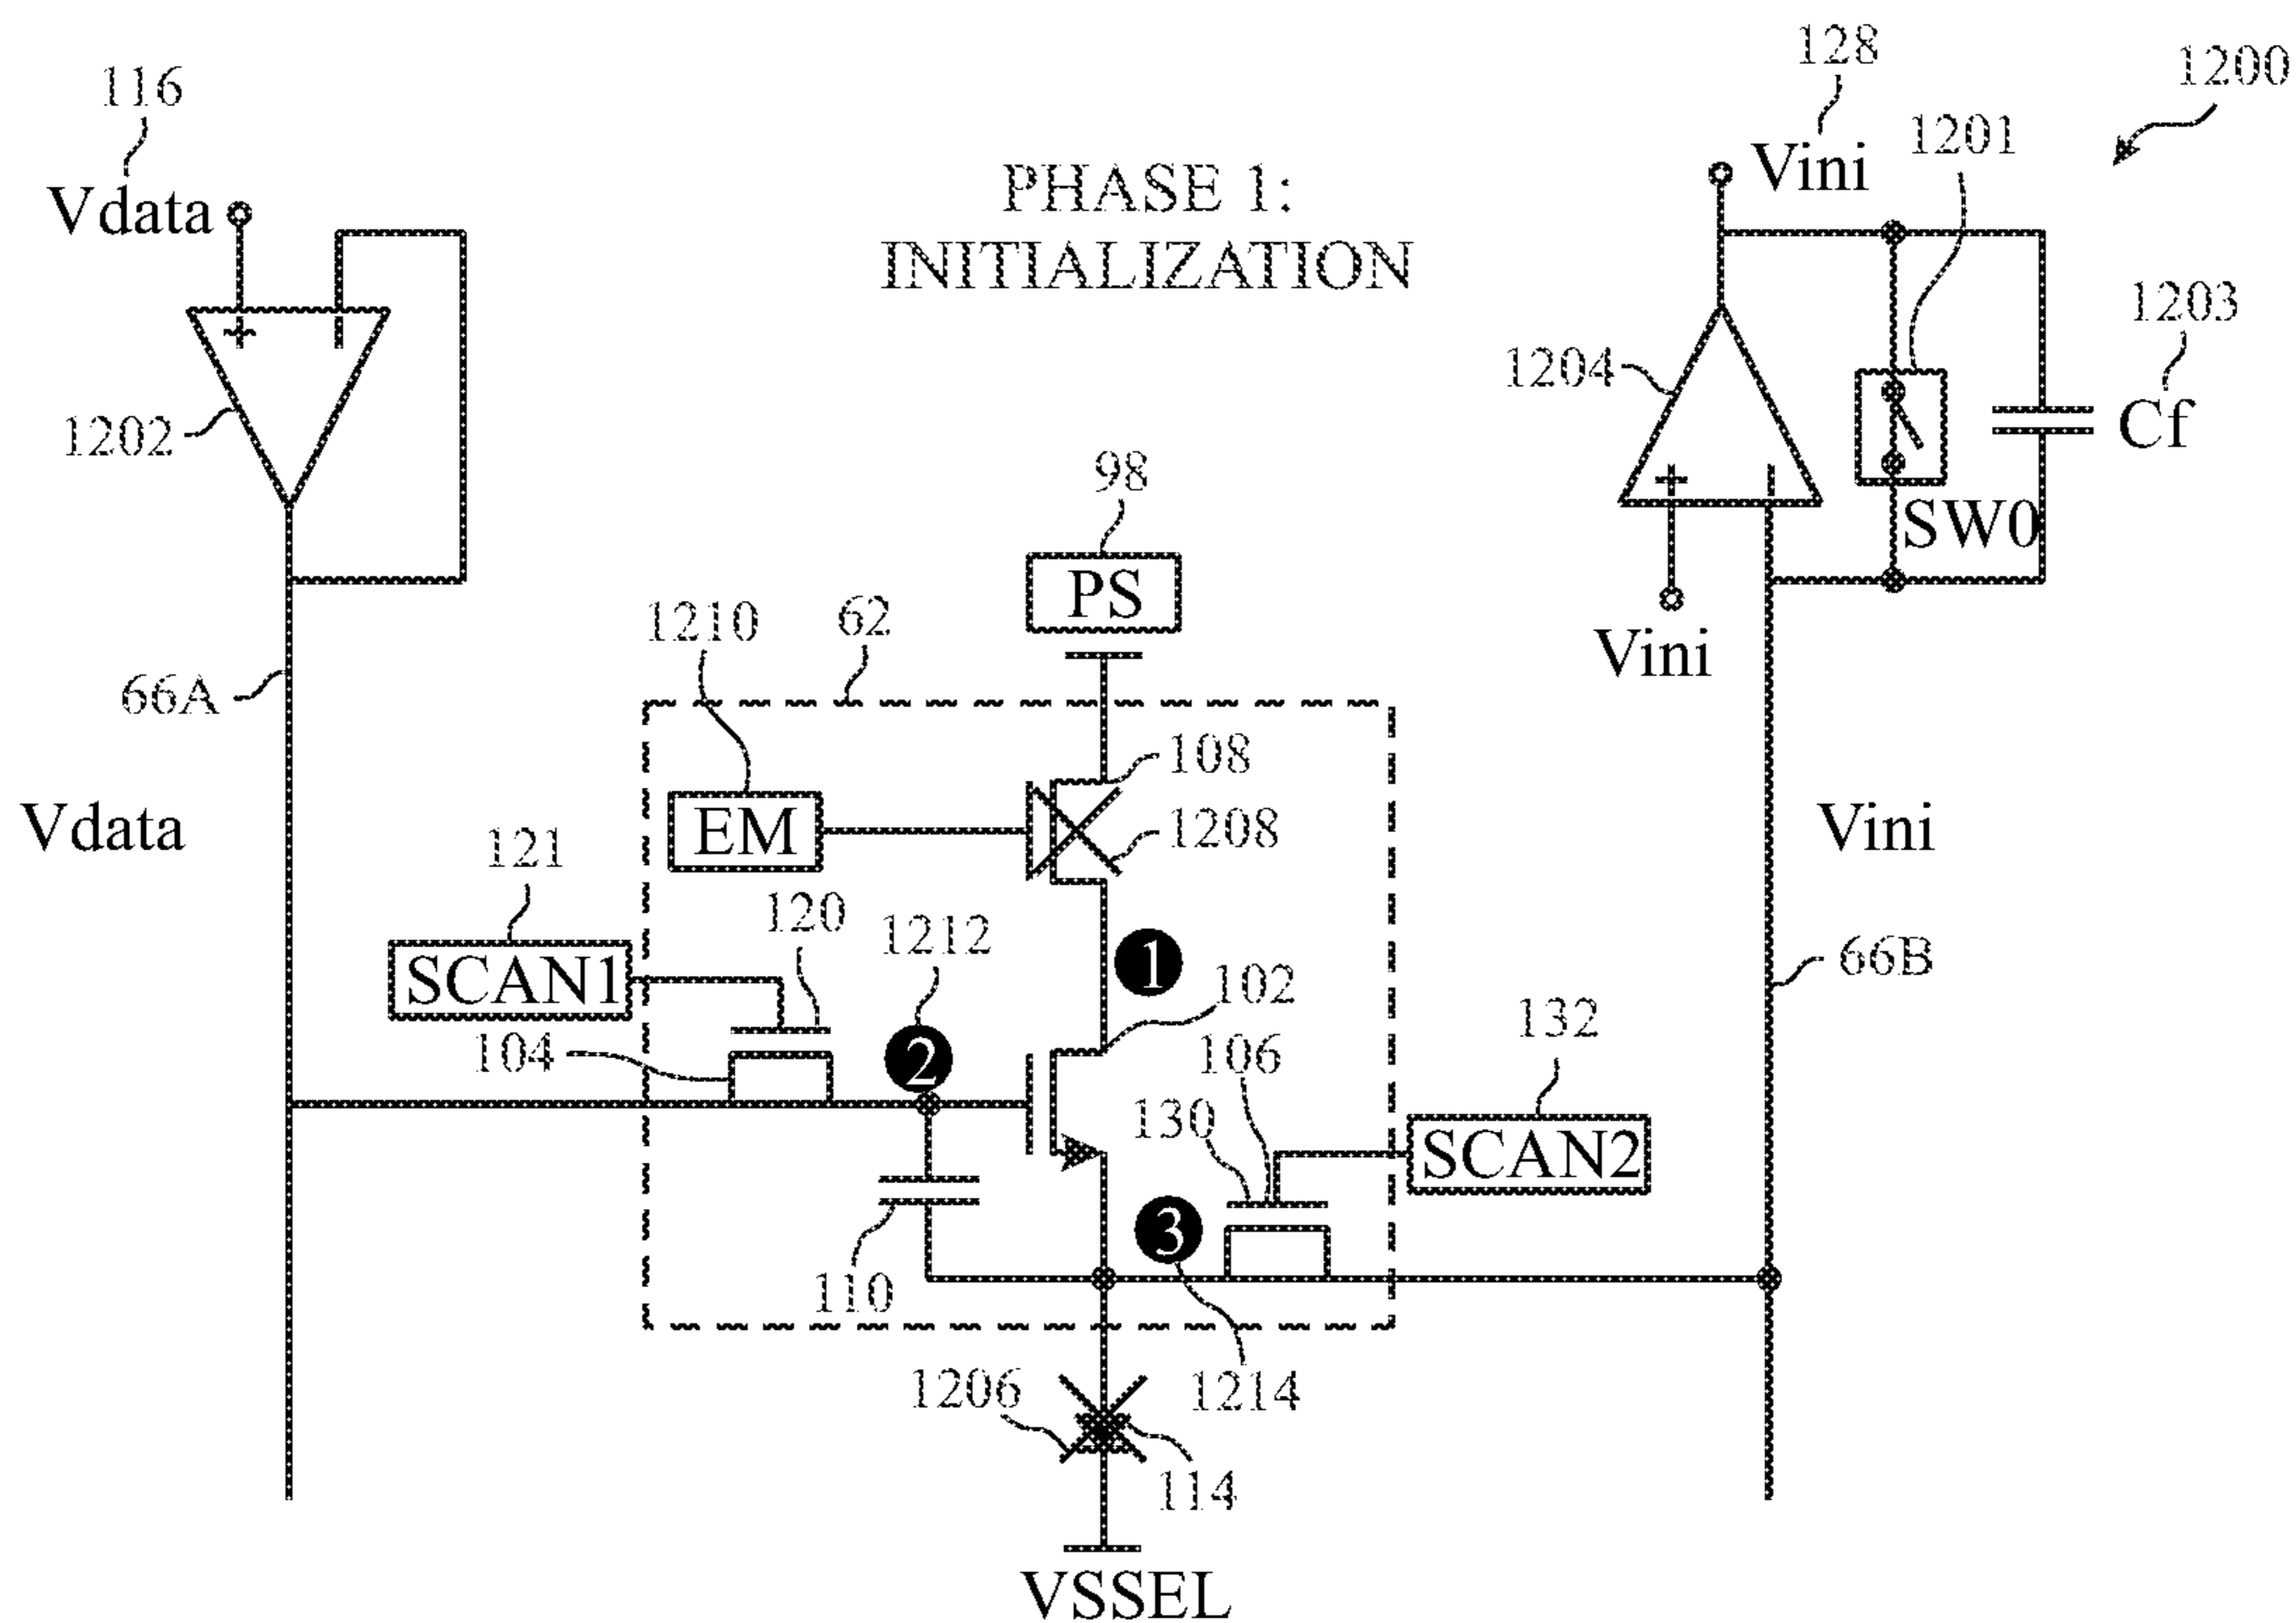 128
1200
116
1201
Vini
Vdata
PHASE 1:
INITIALIZATION
+
-
1203
1204
Cf
1202
98
+
-
SW0
PS
1210
62
Vini
66A
108
EM
1208
Vdata
Vini
121
120
1212
1
66B
SCAN1
102
132
104
2
106
130
SCAN2
3
110
1206
1214
114
VSSEL